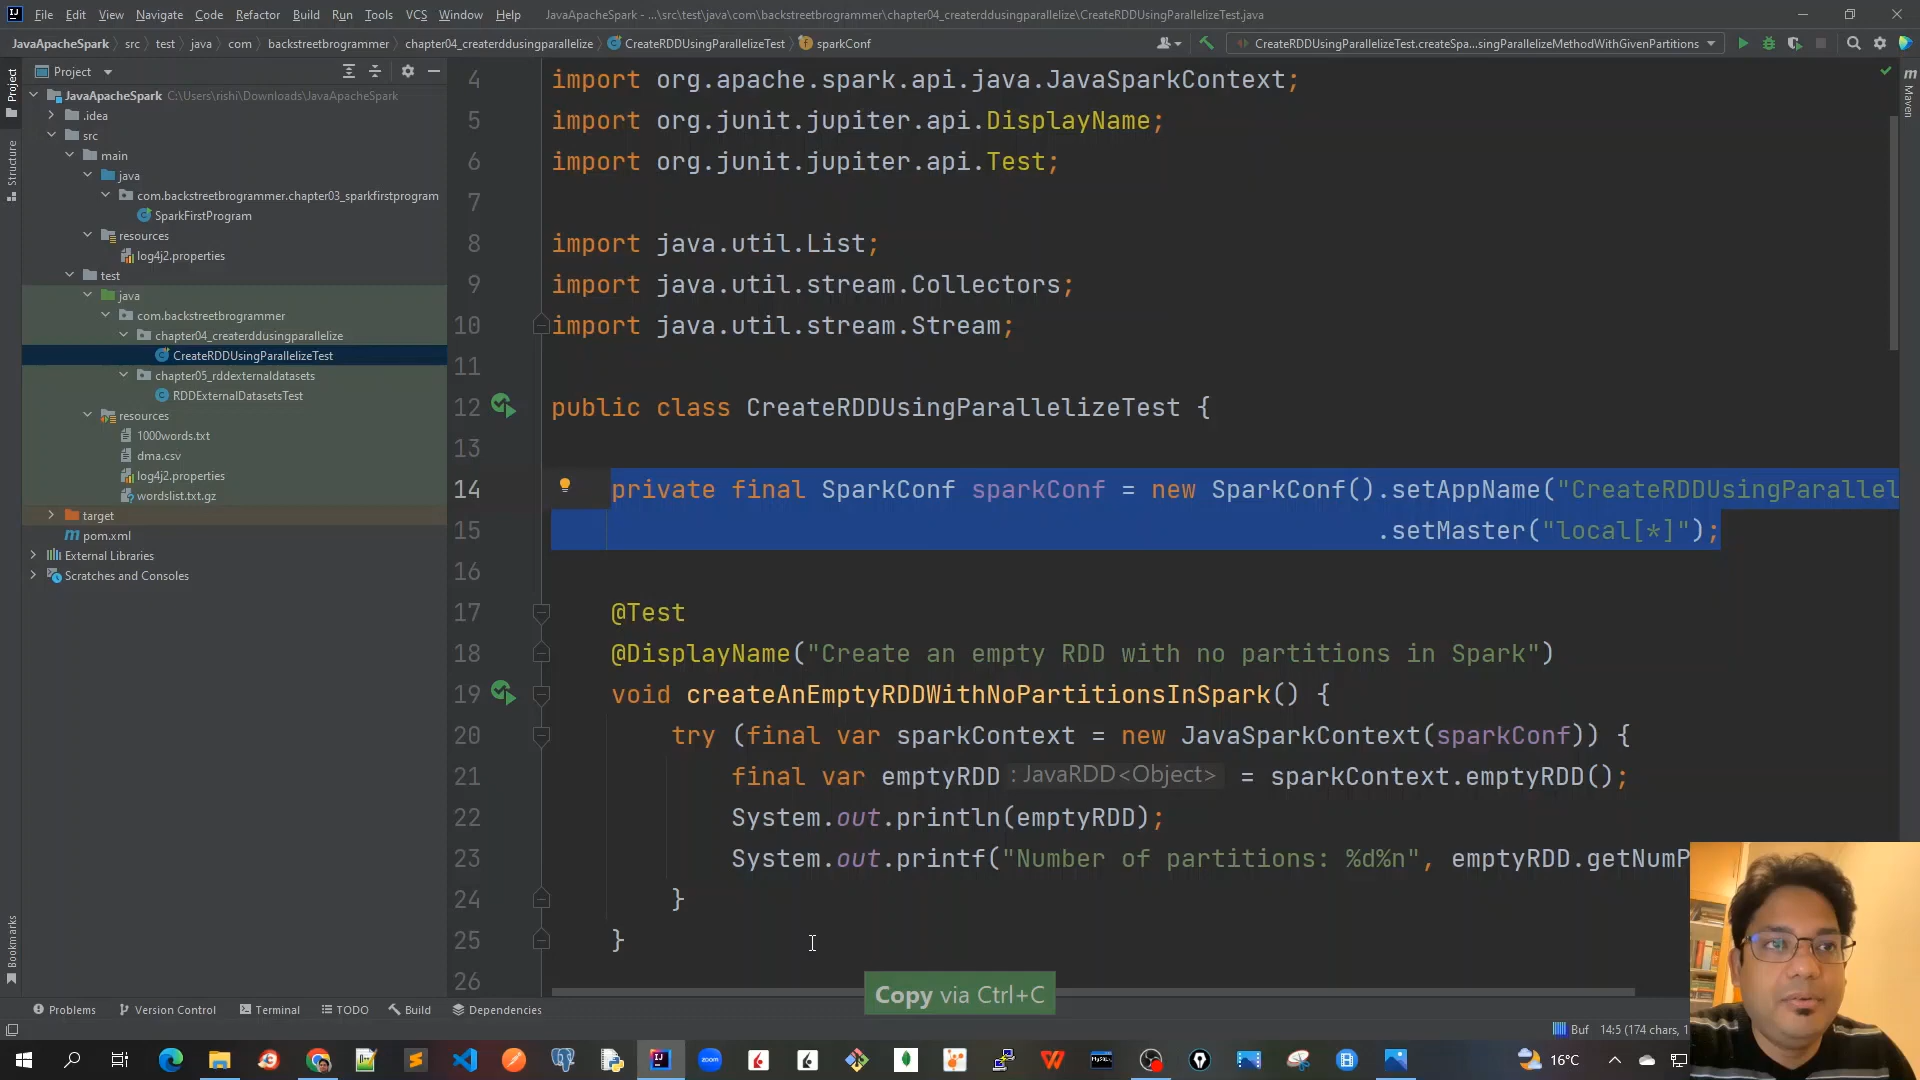 File Edit View Navigate Code Refactor Build Run Tools VCS Window Help JavaApacheSpark - ...\src\test\java\com\backstreetbrogrammer\chapter04_createrddusingparallelize\CreateRDDUsingParallelizeTest.java
JavaApacheSpark src test java com backstreetbrogrammer chapter04_createrddusingparallelize CreateRDDUsingParallelizeTest sparkConf CreateRDDUsingParallelizeTest.createSpa...singParallelizeMethodWithGivenPartitions
Project
JavaApacheSpark C:\Users\rishi\Downloads\JavaApacheSpark
.idea
src
main
java
com.backstreetbrogrammer.chapter03_sparkfirstprogram
SparkFirstProgram
resources
log4j2.properties
test
java
com.backstreetbrogrammer
chapter04_createrddusingparallelize
CreateRDDUsingParallelizeTest
chapter05_rddexternaldatasets
RDDExternalDatasetsTest
resources
1000words.txt
dma.csv
log4j2.properties
wordslist.txt.gz
target
pom.xml
External Libraries
Scratches and Consoles
Project
Structure
Bookmarks
Maven
4 import org.apache.spark.api.java.JavaSparkContext;
5 import org.junit.jupiter.api.DisplayName;
6 import org.junit.jupiter.api.Test;
7
8 import java.util.List;
9 import java.util.stream.Collectors;
10 import java.util.stream.Stream;
11
12 public class CreateRDDUsingParallelizeTest {
13
14 private final SparkConf sparkConf = new SparkConf().setAppName("CreateRDDUsingParallel
15 .setMaster("local[*]");
16
17 @Test
18 @DisplayName("Create an empty RDD with no partitions in Spark")
19 void createAnEmptyRDDWithNoPartitionsInSpark() {
20 try (final var sparkContext = new JavaSparkContext(sparkConf)) {
21 final var emptyRDD : JavaRDD<Object> = sparkContext.emptyRDD();
22 System.out.println(emptyRDD);
23 System.out.printf("Number of partitions: %d%n", emptyRDD.getNumP
24 }
25 }
26
Copy via Ctrl+C
Problems Version Control Terminal TODO Build Dependencies
Buf 14:5 (174 chars, 1
16°C